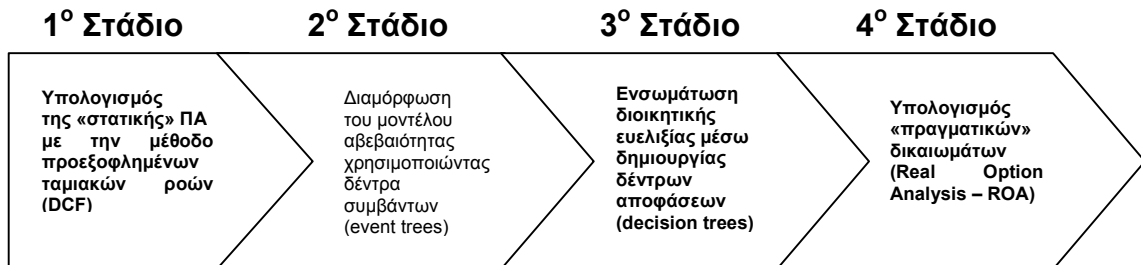 1ο Στάδιο
2ο Στάδιο
3ο Στάδιο
4ο Στάδιο
Υπολογισμός
της «στατικής» ΠΑ
με την μέθοδο
προεξοφλημένων
ταμιακών ροών
(DCF)
Διαμόρφωση
του μοντέλου
αβεβαιότητας
χρησιμοποιώντας
δέντρα
συμβάντων
(event trees)
Ενσωμάτωση
διοικητικής
ευελιξίας μέσω
δημιουργίας
δέντρων
αποφάσεων
(decision trees)
Υπολογισμός
«πραγματικών»
δικαιωμάτων
(Real Option
Analysis – ROA)